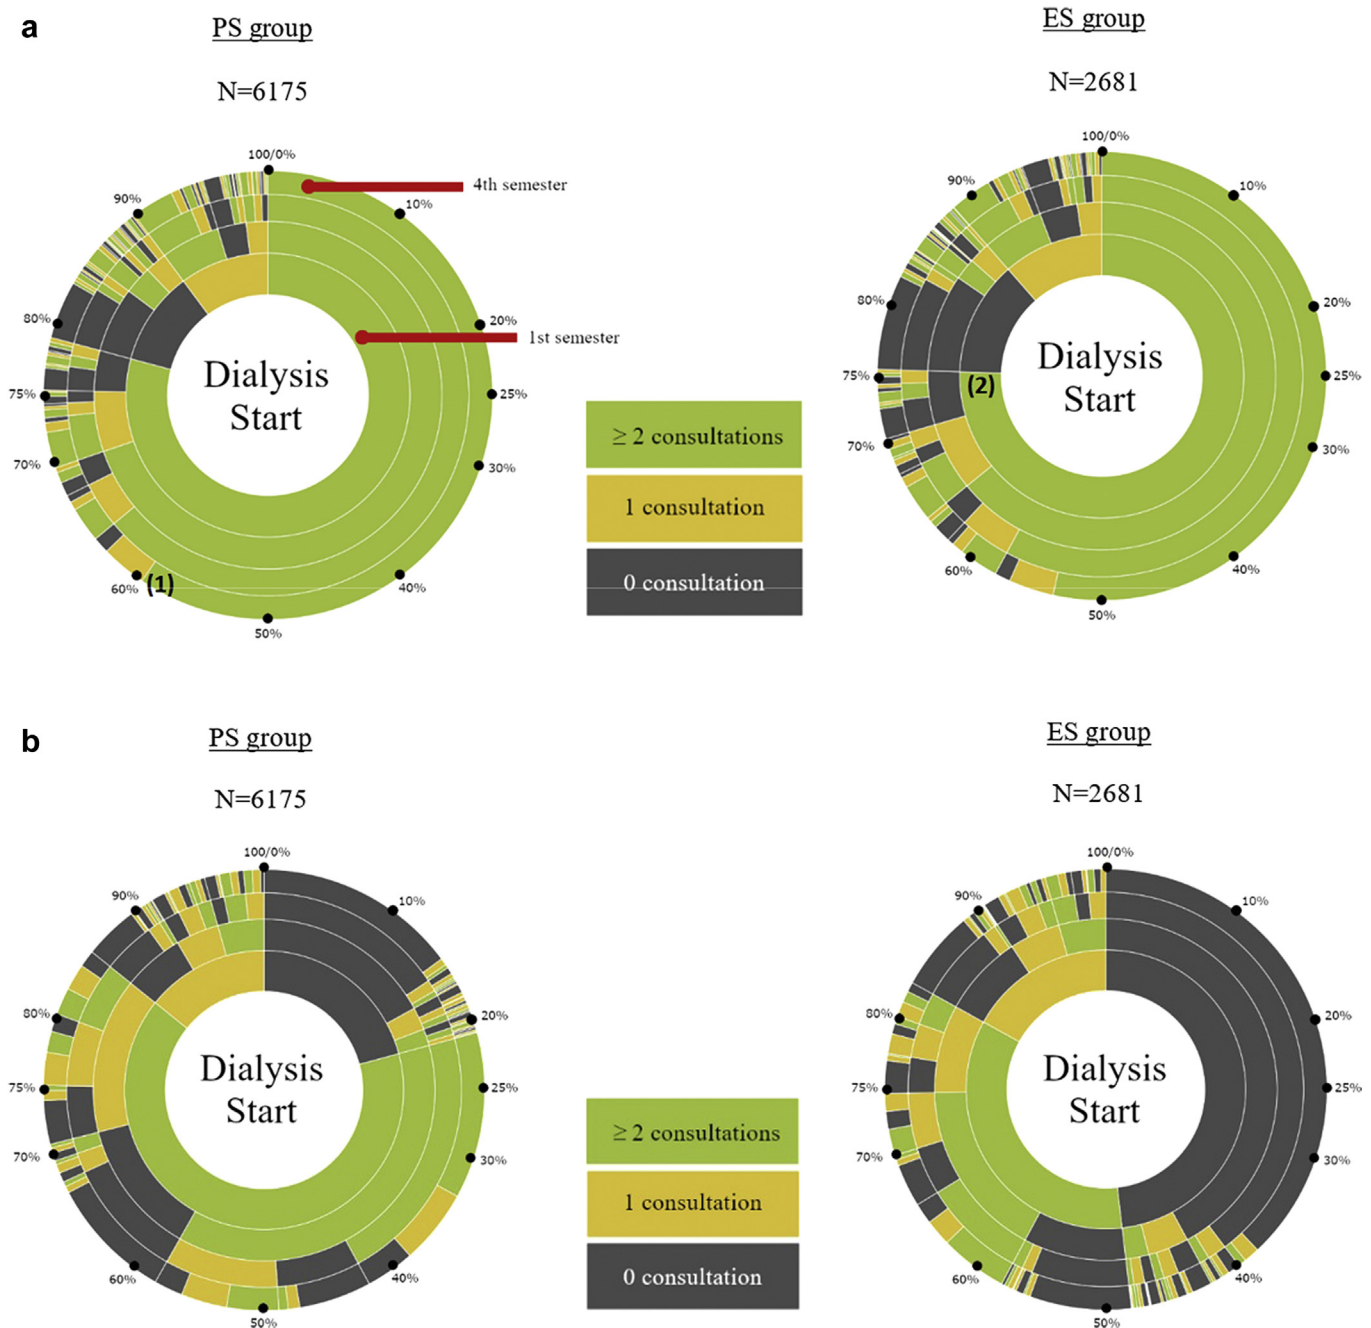 a
PS group
N=6175
ES group
N=2681
100/0%
10%
20%
25%
30%
40%
50%
60%
70%
75%
80%
90%
4th semester
1st semester
(1)
Dialysis
Start
≥ 2 consultations
1 consultation
0 consultation
100/0%
10%
20%
25%
30%
40%
50%
60%
70%
75%
80%
90%
(2)
Dialysis
Start
b
PS group
N=6175
ES group
N=2681
100/0%
10%
20%
25%
30%
40%
50%
60%
70%
75%
80%
90%
Dialysis
Start
≥ 2 consultations
1 consultation
0 consultation
100/0%
10%
20%
25%
30%
40%
50%
60%
70%
75%
80%
90%
Dialysis
Start